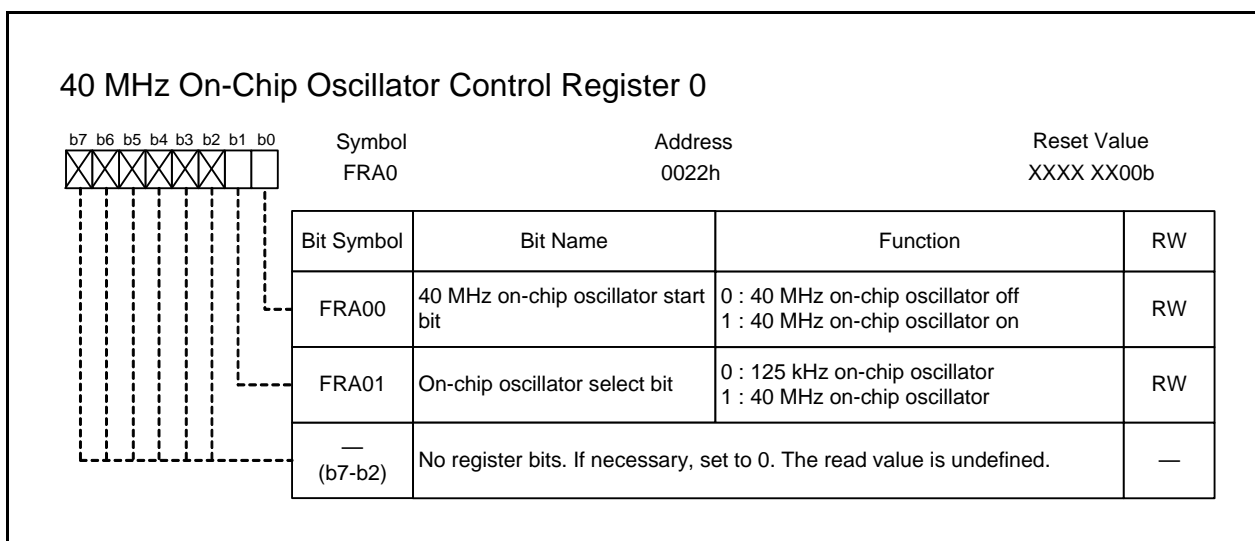 40 MHz On-Chip Oscillator Control Register 0
b7 b6 b5 b4 b3 b2 b1 b0
Symbol Address Reset Value
FRA0 0022h XXXX XX00b
Bit Symbol Bit Name Function RW
FRA00 40 MHz on-chip oscillator start bit 0 : 40 MHz on-chip oscillator off
1 : 40 MHz on-chip oscillator on RW
FRA01 On-chip oscillator select bit 0 : 125 kHz on-chip oscillator
1 : 40 MHz on-chip oscillator RW
—
(b7-b2) No register bits. If necessary, set to 0. The read value is undefined. —